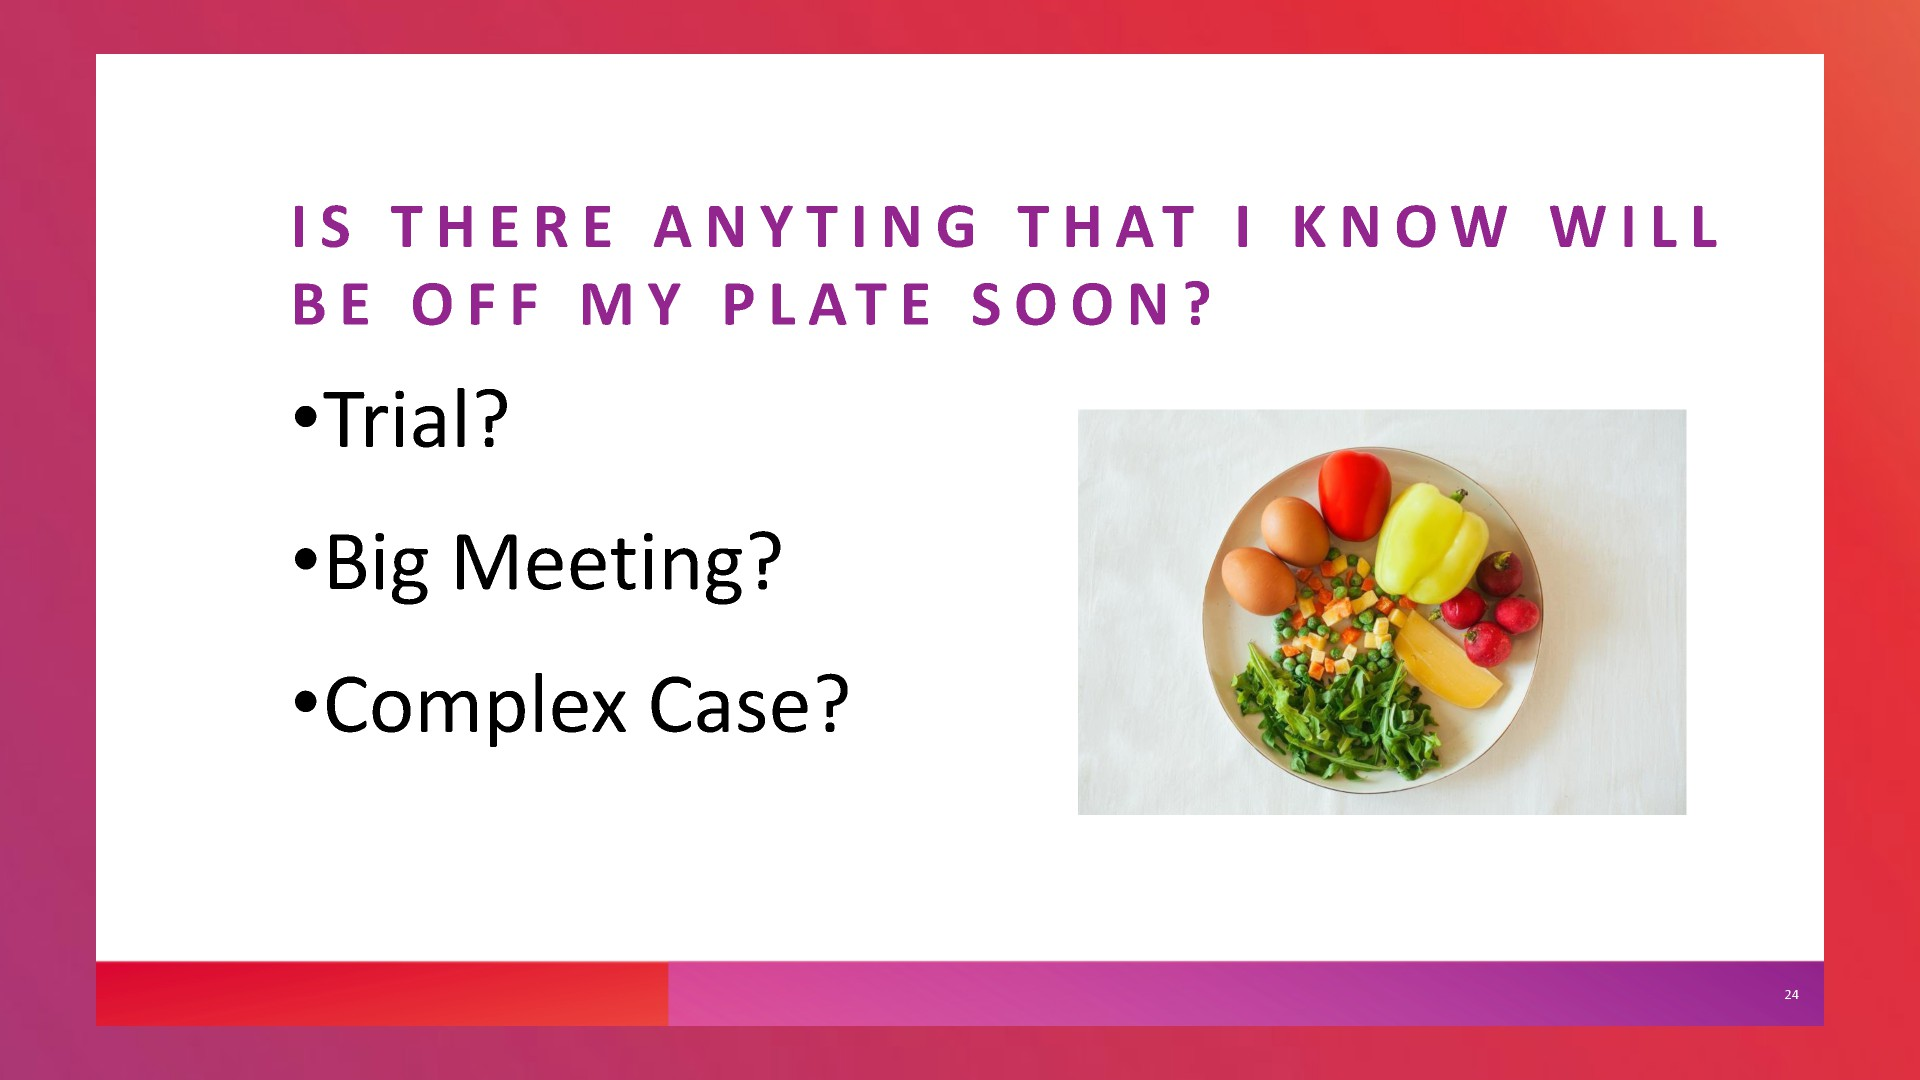 IS THERE ANYTING THAT I KNOW WILL
BE OFF MY PLATE SOON?
•Trial?
•Big Meeting?
•Complex Case?
24